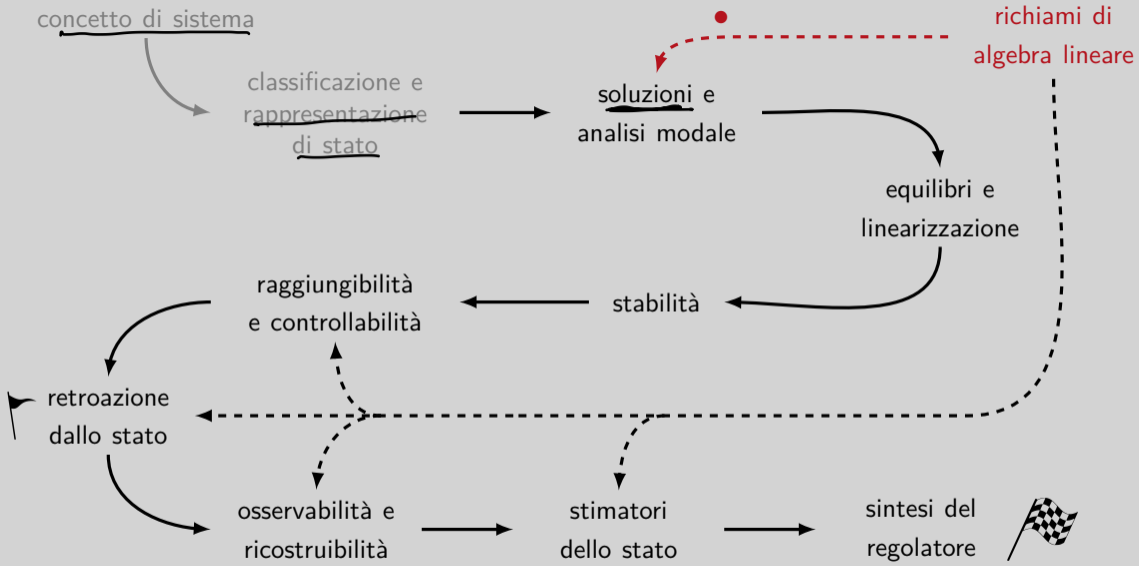 concetto di sistema
richiami di
algebra lineare
classificazione e
rappresentazione
di stato
soluzioni e
analisi modale
equilibri e
linearizzazione
raggiungibilità
e controllabilità
stabilità
retroazione
dallo stato
osservabilità e
ricostruibilità
stimatori
dello stato
sintesi del
regolatore